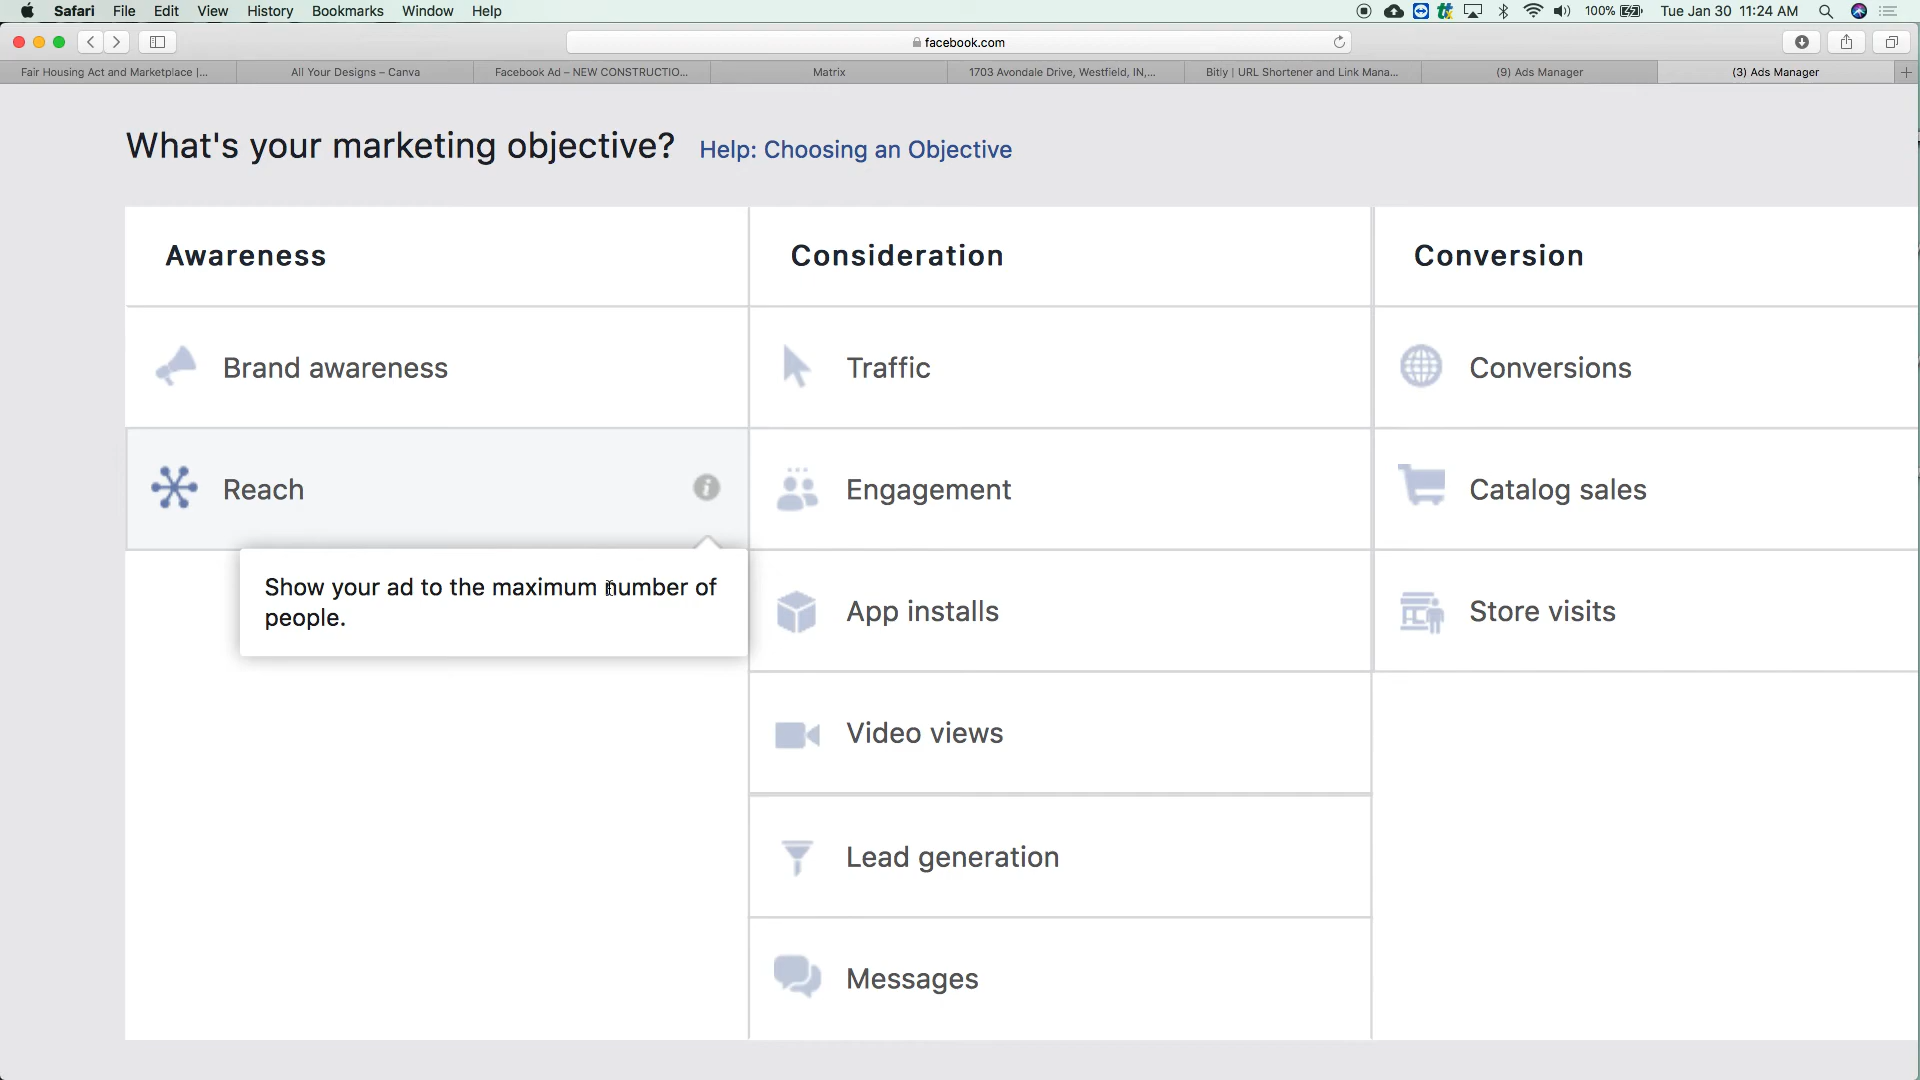 Safari File Edit View History Bookmarks Window Help 100% Tue Jan 30 11:24 AM
facebook.com
Fair Housing Act and Marketplace |... All Your Designs – Canva Facebook Ad – NEW CONSTRUCTIO... Matrix 1703 Avondale Drive, Westfield, IN,... Bitly | URL Shortener and Link Mana... (9) Ads Manager (3) Ads Manager
What's your marketing objective? Help: Choosing an Objective
Awareness Consideration Conversion
Brand awareness Traffic Conversions
Reach Engagement Catalog sales
Show your ad to the maximum number of
people.
App installs Store visits
Video views
Lead generation
Messages